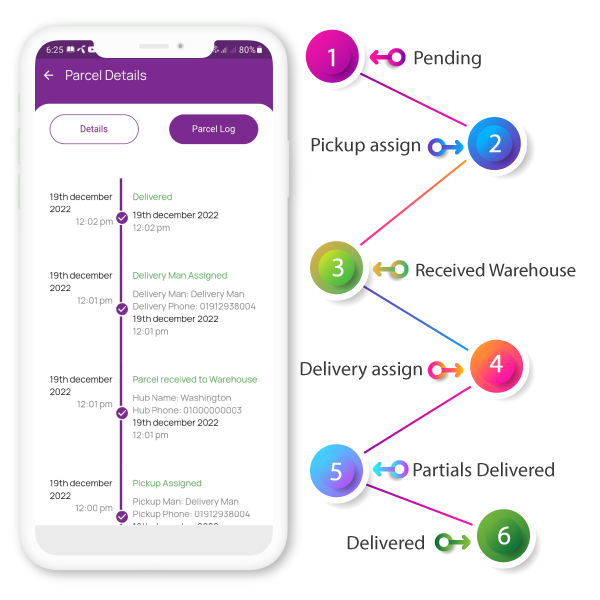 6:25
80%
Parcel Details
Details
Parcel Log
19th december
2022
12:02 pm
Delivered
19th december 2022
12:02 pm
19th december
2022
12:01 pm
Delivery Man Assigned
Delivery Man: Delivery Man
Delivery Phone: 01912938004
19th december 2022
12:01 pm
19th december
2022
12:01 pm
Parcel received to Warehouse
Hub Name: Washington
Hub Phone: 01000000003
19th december 2022
12:01 pm
19th december
2022
12:00 pm
Pickup Assigned
Pickup Man: Delivery Man
Pickup Phone: 01912938004
1
Pending
Pickup assign
2
3
Received Warehouse
Delivery assign
4
5
Partials Delivered
Delivered
6